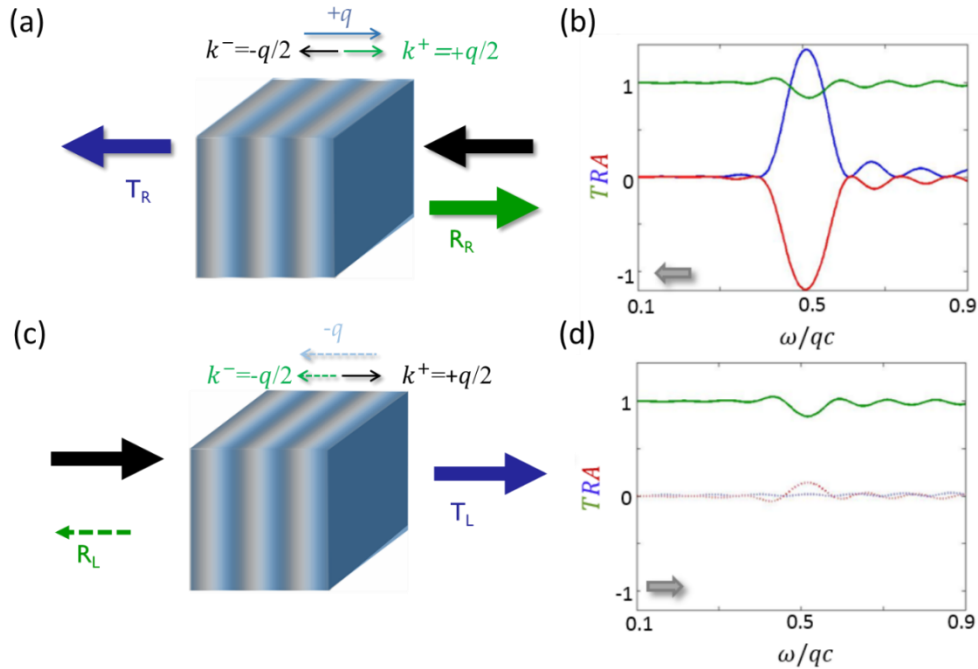 (a)
+q
k⁻=-q/2
k⁺=+q/2
T_R
R_R
(b)
TRA
1
0
-1
0.1
0.5
0.9
ω/qc
(c)
-q
k⁻=-q/2
k⁺=+q/2
R_L
T_L
(d)
TRA
1
0
-1
0.1
0.5
0.9
ω/qc